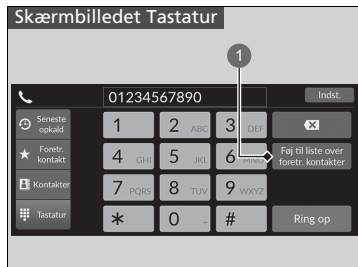 Skærmbilledet Tastatur
1
01234567890
Indst.
Seneste
opkald
1
2 ABC
3 DEF
Foretr.
kontakt
4 GHI
5 JKL
6 MNO
Føj til liste over
foretr. kontakter
Kontakter
7 PQRS
8 TUV
9 WXYZ
Tastatur
*
0 +
#
Ring op